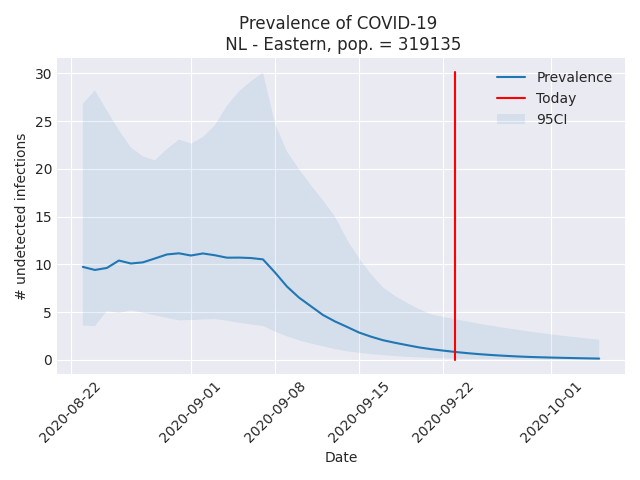 Prevalence of COVID-19
NL - Eastern, pop. = 319135
# undetected infections
30
25
20
15
10
5
0
Prevalence
Today
95CI
2020-08-22
2020-09-01
2020-09-08
2020-09-15
2020-09-22
2020-10-01
Date